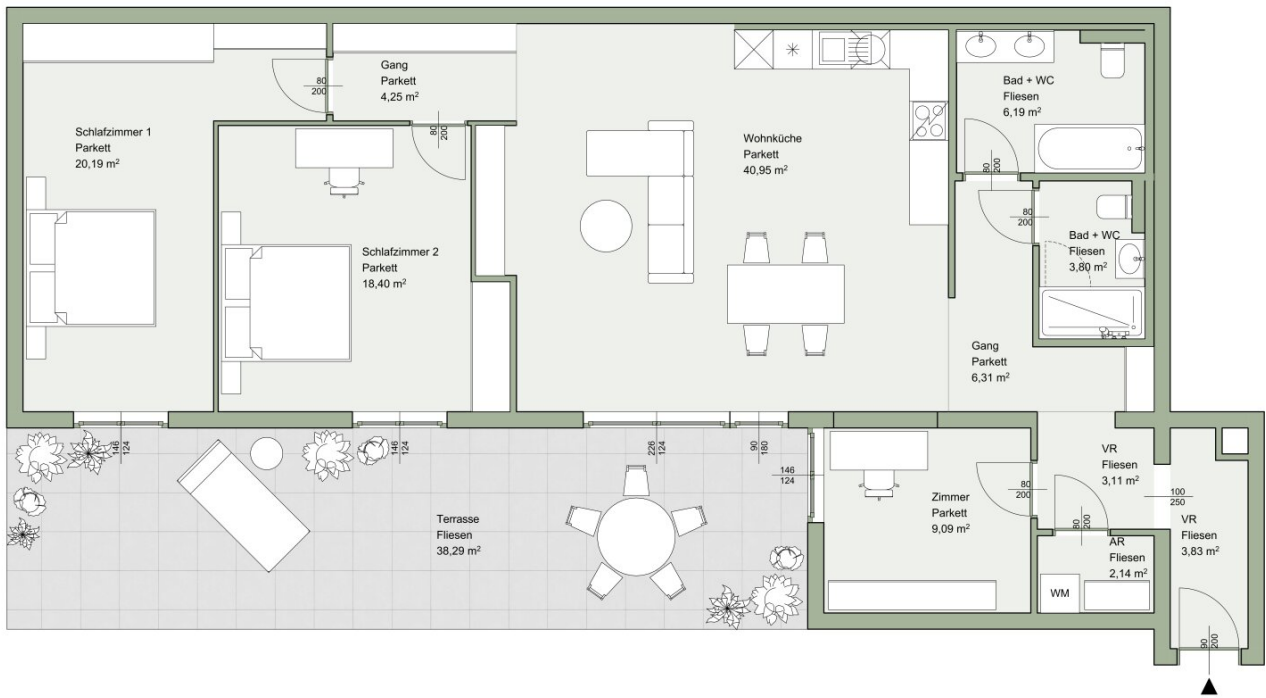 Gang
Parkett
4,25 m²
80
200
Schlafzimmer 1
Parkett
20,19 m²
80
200
Schlafzimmer 2
Parkett
18,40 m²
Wohnküche
Parkett
40,95 m²
Bad + WC
Fliesen
6,19 m²
80
200
80
200
Bad + WC
Fliesen
3,80 m²
Gang
Parkett
6,31 m²
146
124
146
124
226
124
90
180
146
124
Terrasse
Fliesen
38,29 m²
Zimmer
Parkett
9,09 m²
80
200
VR
Fliesen
3,11 m²
100
250
VR
Fliesen
3,83 m²
80
200
AR
Fliesen
2,14 m²
WM
90
200